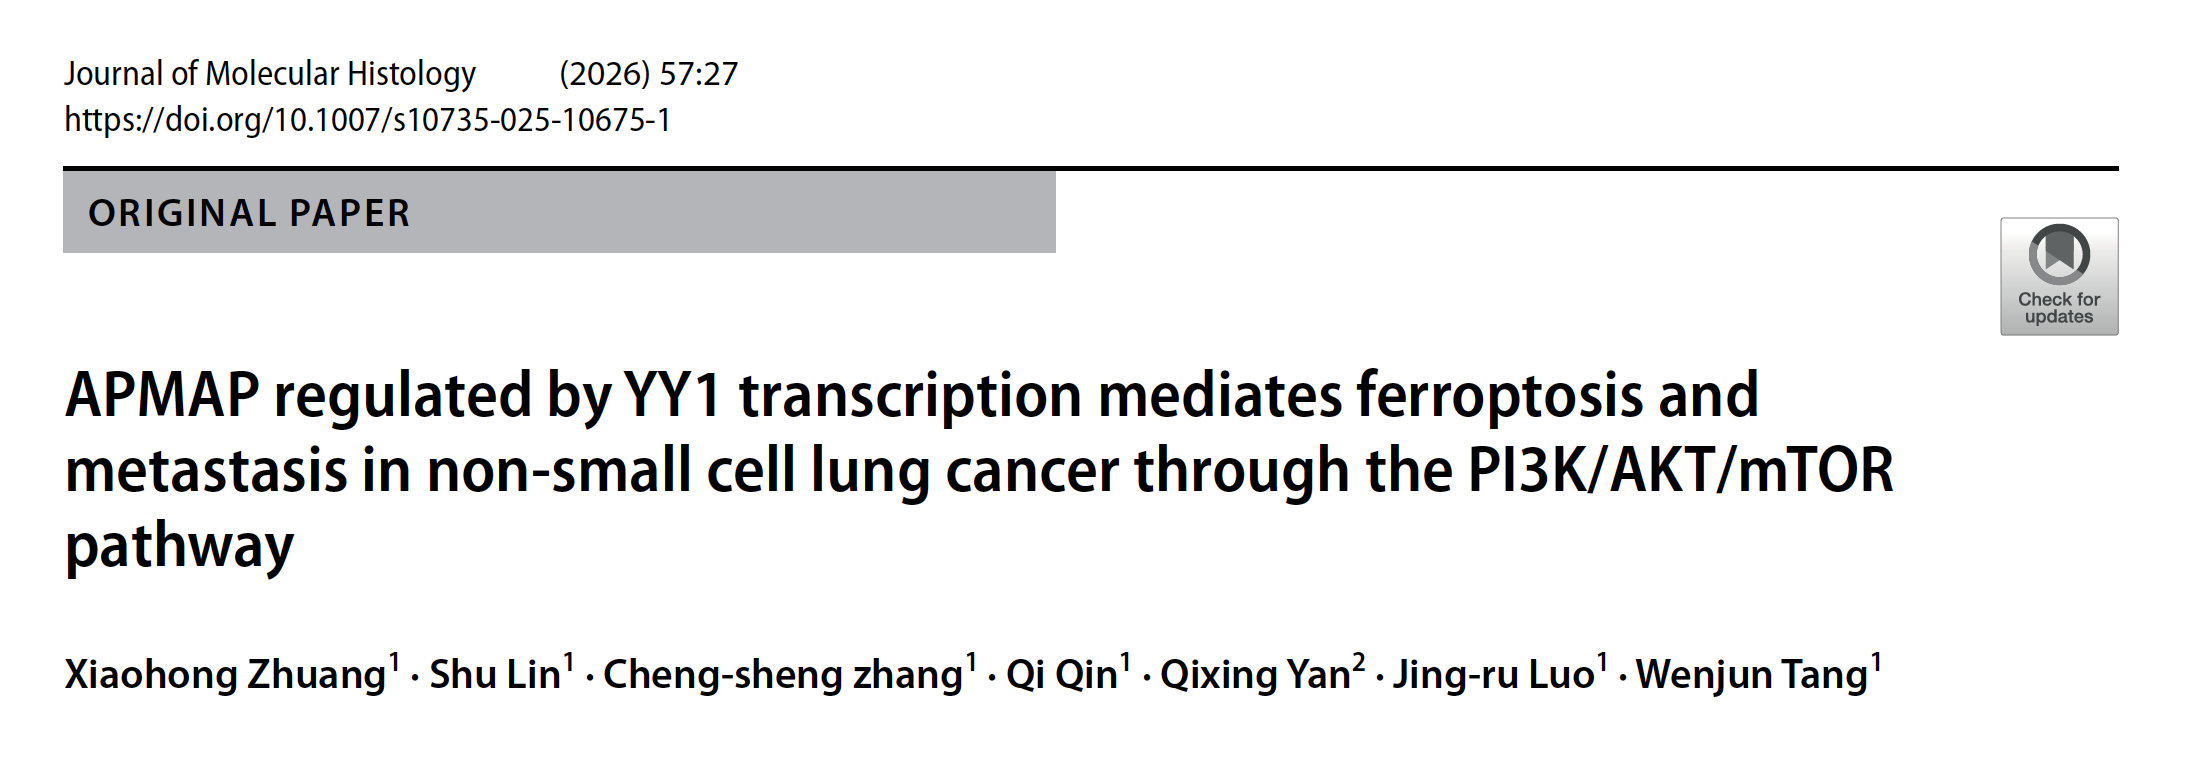 Journal of Molecular Histology (2026) 57:27
https://doi.org/10.1007/s10735-025-10675-1
ORIGINAL PAPER
Check for
updates
APMAP regulated by YY1 transcription mediates ferroptosis and
metastasis in non-small cell lung cancer through the PI3K/AKT/mTOR
pathway
Xiaohong Zhuang1 · Shu Lin1 · Cheng-sheng zhang1 · Qi Qin1 · Qixing Yan2 · Jing-ru Luo1 · Wenjun Tang1